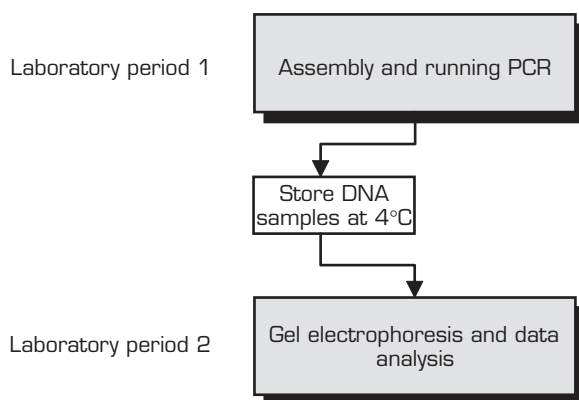 Laboratory period 1
Assembly and running PCR
Store DNA
samples at 4°C
Laboratory period 2
Gel electrophoresis and data
analysis